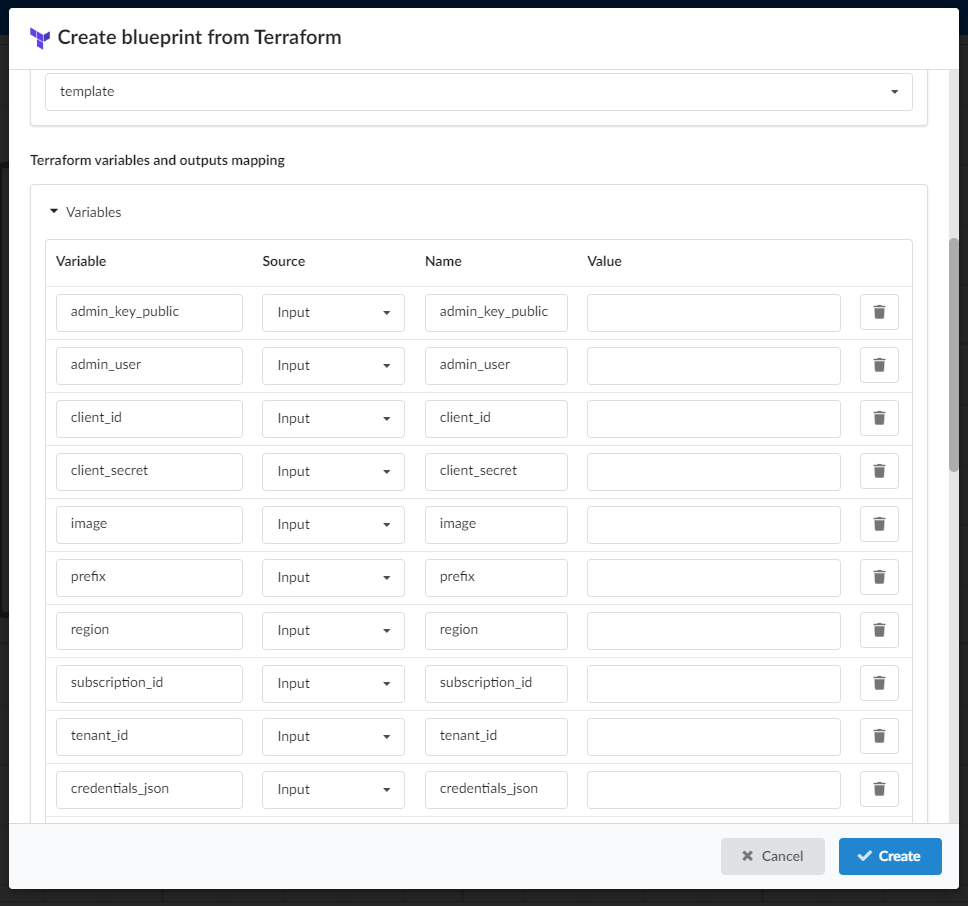 Create blueprint from Terraform
template
Terraform variables and outputs mapping
Variables
Variable Source Name Value
admin_key_public Input admin_key_public
admin_user Input admin_user
client_id Input client_id
client_secret Input client_secret
image Input image
prefix Input prefix
region Input region
subscription_id Input subscription_id
tenant_id Input tenant_id
credentials_json Input credentials_json
Cancel Create